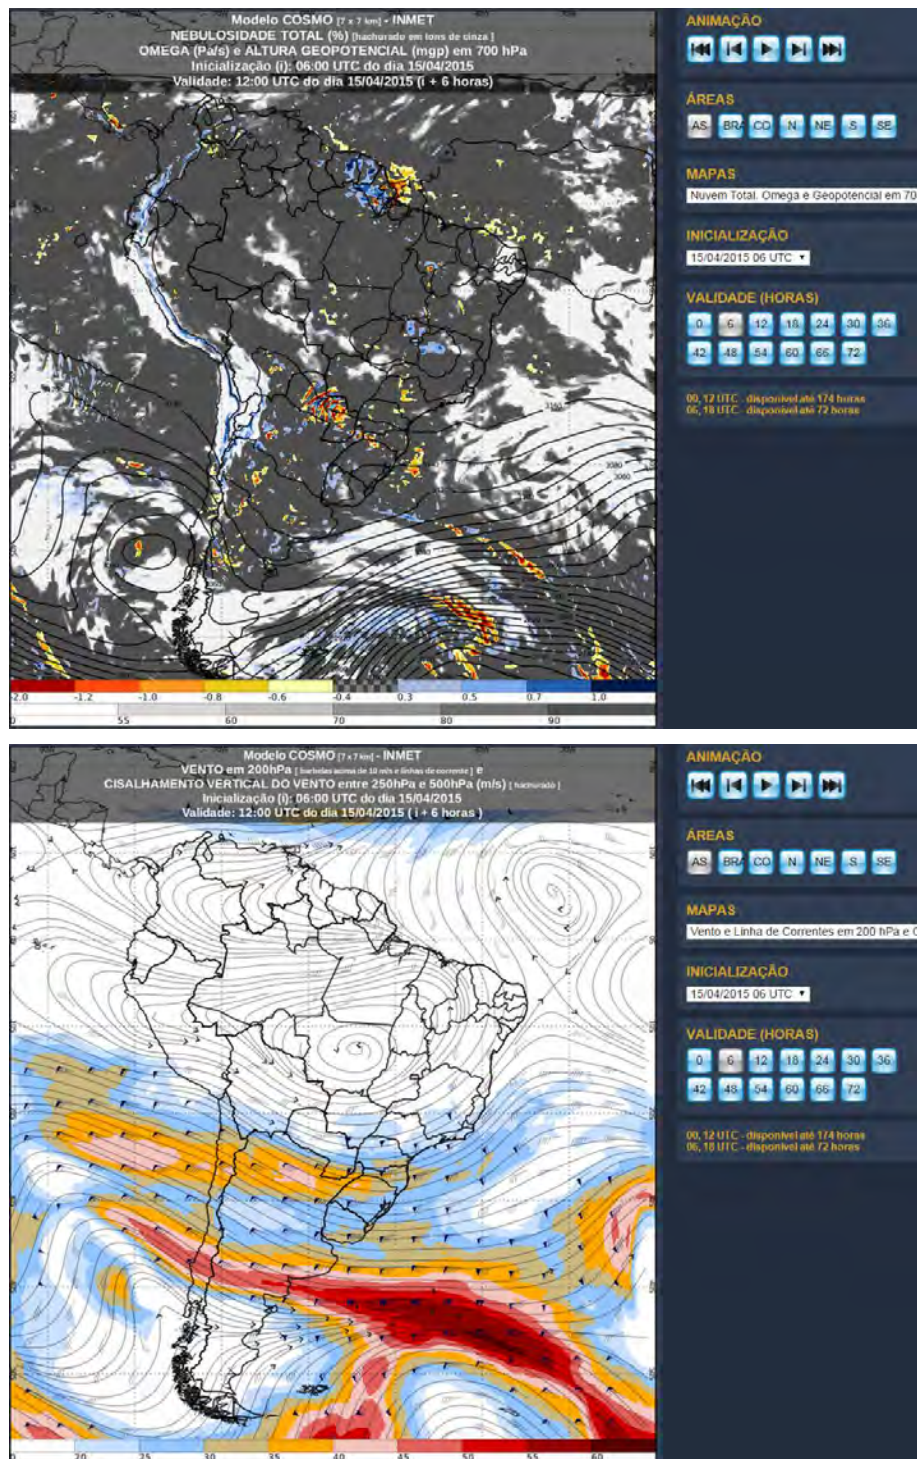 Modelo COSMO [7 x 7 km] - INMET
NEBULOSIDADE TOTAL (%) [hachurado em tons de cinza]
OMEGA (Pa/s) e ALTURA GEOPOTENCIAL (mgp) em 700 hPa
Inicialização (i): 06:00 UTC do dia 15/04/2015
Validade: 12:00 UTC do dia 15/04/2015 (i + 6 horas)
3160
3080
3060
-2.0 -1.2 -1.0 -0.8 -0.6 -0.4 0.3 0.5 0.7 1.0
0 55 60 70 80 90
ANIMAÇÃO
ÁREAS
AS BRA CO N NE S SE
MAPAS
Nuvem Total, Omega e Geopotencial em 70
INICIALIZAÇÃO
15/04/2015 06 UTC
VALIDADE (HORAS)
0 6 12 18 24 30 36
42 48 54 60 66 72
00, 12 UTC - disponível até 174 horas
06, 18 UTC - disponível até 72 horas
Modelo COSMO [7 x 7 km] - INMET
VENTO em 200hPa [barbelas acima de 10 m/s e linhas de corrente] e
CISALHAMENTO VERTICAL DO VENTO entre 250hPa e 500hPa (m/s) [hachurado]
Inicialização (i): 06:00 UTC do dia 15/04/2015
Validade: 12:00 UTC do dia 15/04/2015 ( i + 6 horas )
0 20 25 30 35 40 45 50 55 60
ANIMAÇÃO
ÁREAS
AS BRA CO N NE S SE
MAPAS
Vento e Linha de Correntes em 200 hPa e C
INICIALIZAÇÃO
15/04/2015 06 UTC
VALIDADE (HORAS)
0 6 12 18 24 30 36
42 48 54 60 66 72
00, 12 UTC - disponível até 174 horas
06, 18 UTC - disponível até 72 horas